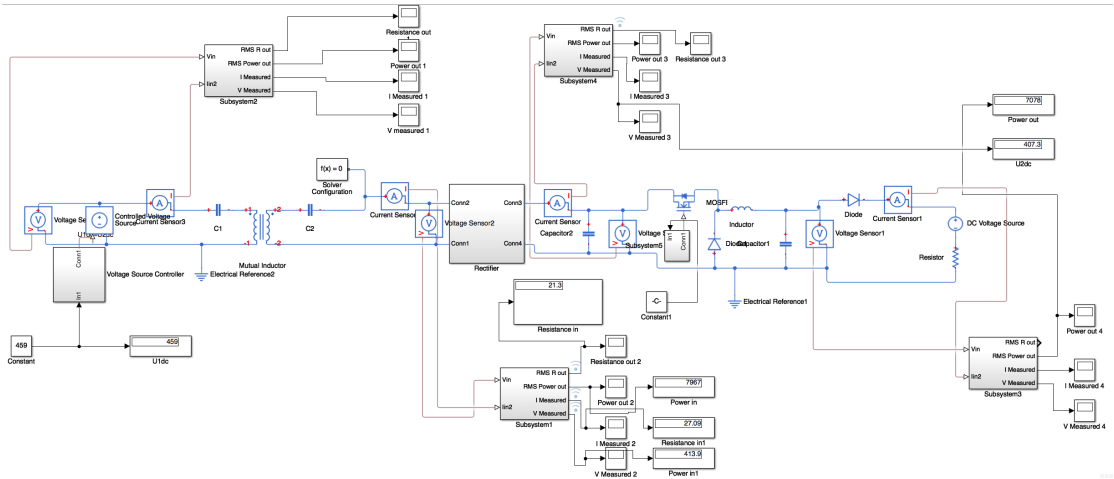 Resistance out
1
Power out 1
I Measured 1
V measured 1
Vin
Iin2
RMS R out
RMS Power out
I Measured
V Measured
Subsystem2
Vin
Iin2
RMS R out
RMS Power out
I Measured
V Measured
Subsystem4
Power out 3
Resistance out 3
I Measured 3
V Measured 3
7078
Power out
407.3
U2dc
f(x) = 0
Solver
Configuration
Controlled Voltage
Source
Current Sensor3
C1
C2
Mutual Inductor
Electrical Reference2
Current Sensor
Voltage Sensor2
Conn2
Conn1
Conn3
Conn4
Rectifier
Current Sensor
Capacitor2
Subsystem5
In1
Conn1
MOSFET
Inductor
Capacitor1
Voltage Sensor1
Diode
Current Sensor1
DC Voltage Source
Resistor
Electrical Reference1
-C-
Constant1
Conn1
In1
Voltage Source Controller
459
Constant
459
U1dc
21.3
Resistance in
Resistance out 2
Vin
Iin2
RMS R out
RMS Power out
I Measured
V Measured
Subsystem1
Power out 2
I Measured 2
V Measured 2
7967
Power in
27.09
Resistance in1
413.9
Power in1
Vin
Iin2
RMS R out
RMS Power out
I Measured
V Measured
Subsystem3
Power out 4
I Measured 4
V Measured 4